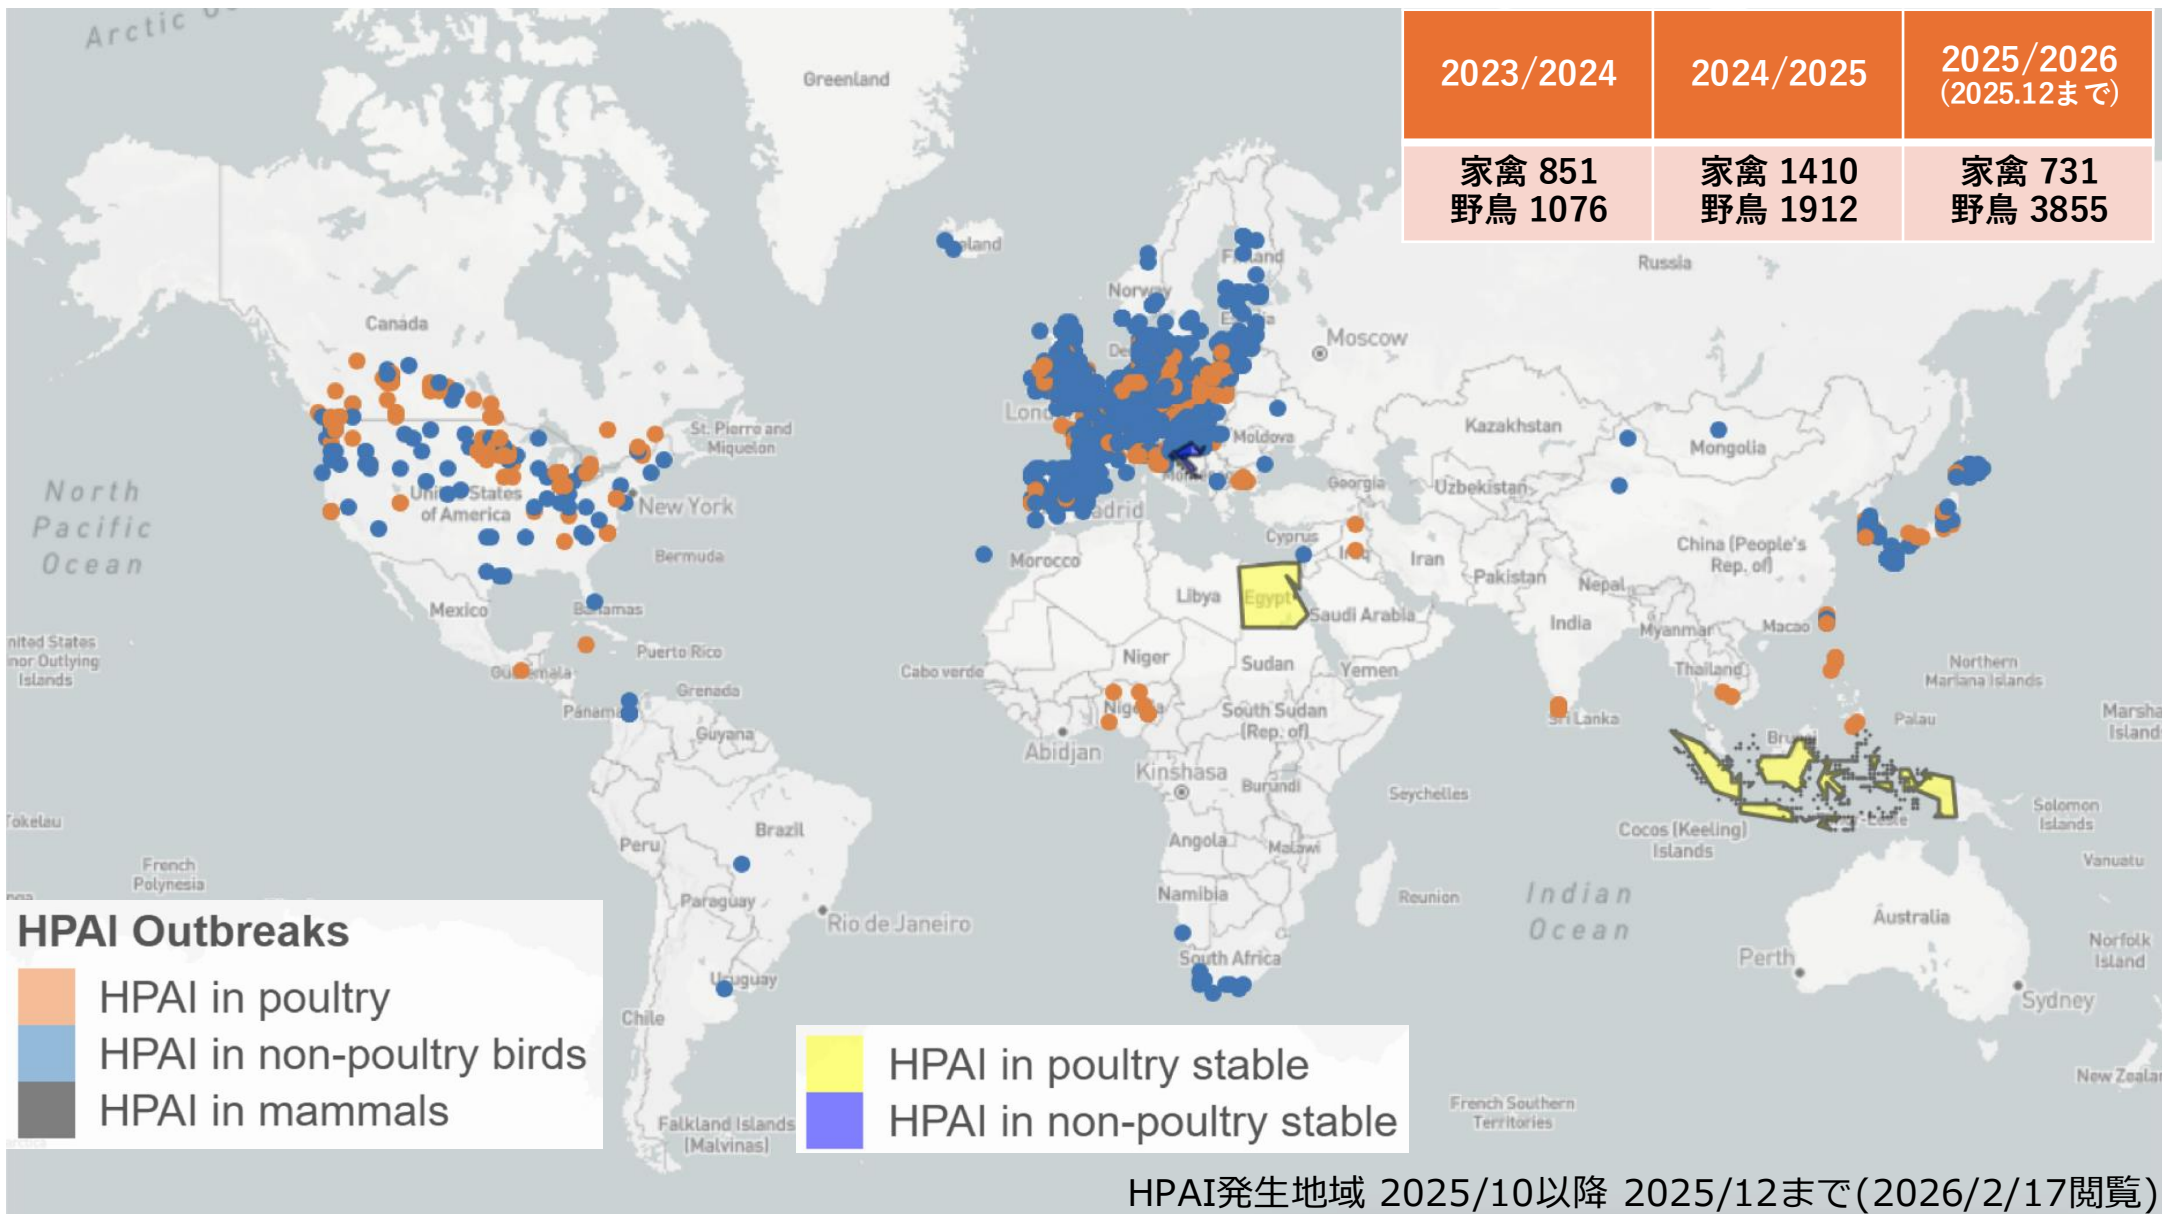 Arctic
Greenland
2023/2024
2024/2025
2025/2026
(2025.12まで)
家禽 851
野鳥 1076
家禽 1410
野鳥 1912
家禽 731
野鳥 3855
Russia
Norway
Canada
Moscow
Kazakhstan
Mongolia
Moldova
St. Pierre and
Miquelon
North
Pacific
Ocean
United States
of America
New York
Georgia
Uzbekistan
Bermuda
Morocco
Cyprus
Iran
China (People's
Rep. of)
Pakistan
Nepal
Mexico
Libya
Egypt
Saudi Arabia
India
Myanmar
Macao
Puerto Rico
Cabo verde
Niger
Sudan
Yemen
Thailand
Northern
Mariana Islands
Grenada
Panama
Guyana
South Sudan
(Rep. of)
Sri Lanka
Palau
Abidjan
Kinshasa
Burundi
Seychelles
Solomon
Islands
Tokelau
Brazil
Peru
Angola
Malawi
Cocos (Keeling)
Islands
French
Polynesia
Vanuatu
Paraguay
Namibia
Reunion
Indian
Ocean
Australia
Rio de Janeiro
South Africa
Perth
Norfolk
Island
Uruguay
Sydney
Chile
Falkland Islands
(Malvinas)
French Southern
Territories
HPAI Outbreaks
HPAI in poultry
HPAI in non-poultry birds
HPAI in mammals
HPAI in poultry stable
HPAI in non-poultry stable
HPAI発生地域 2025/10以降 2025/12まで(2026/2/17閲覧)